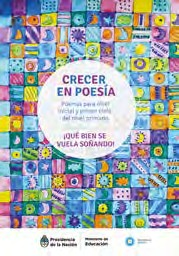 CRECER
EN POESÍA
Poemas para nivel
inicial y primer ciclo
del nivel primario
¡QUÉ BIEN SE
VUELA SOÑANDO!
Presidencia
de la Nación
Ministerio de
Educación